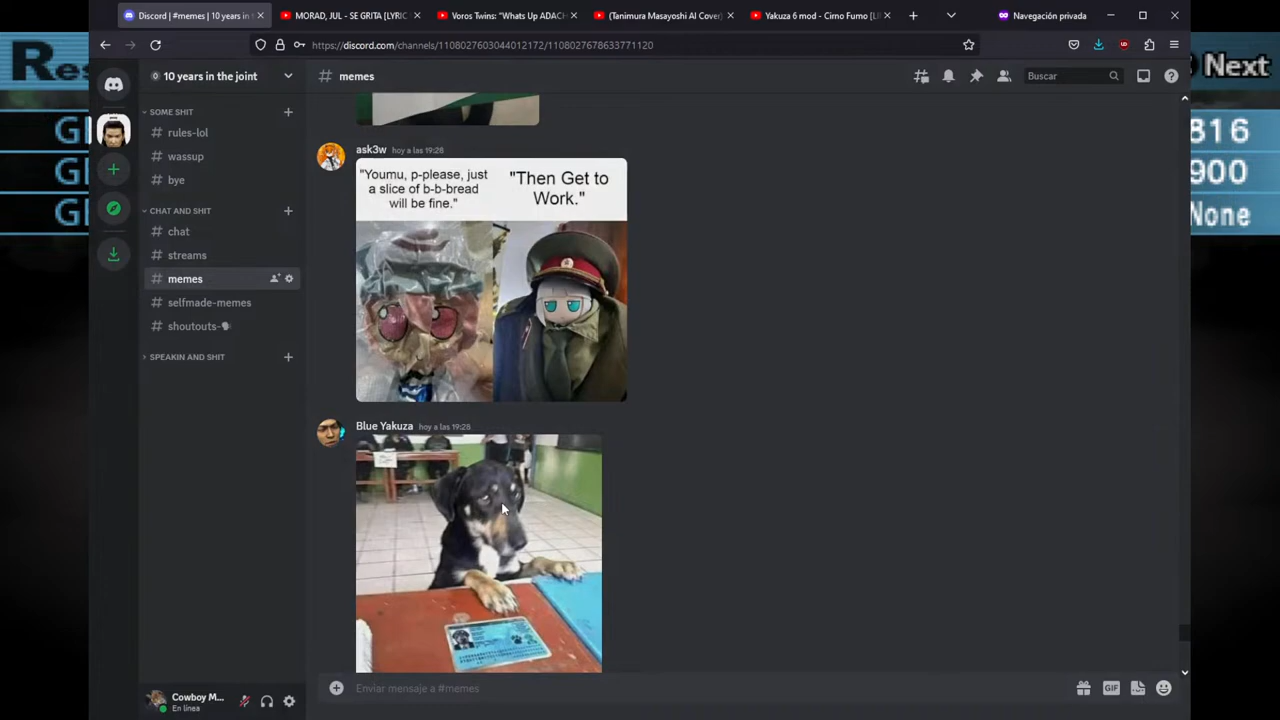 Discord | #memes | 10 years in t
MORAD, JUL - SE GRITA [LYRIC
Voros Twins: "Whats Up ADACH
(Tanimura Masayoshi AI Cover)
Yakuza 6 mod - Cirno Fumo [L
Navegación privada
https://discord.com/channels/1108027603044012172/1108027678633771120
10 years in the joint
# memes
Buscar
SOME SHIT
# rules-lol
# wassup
# bye
CHAT AND SHIT
# chat
# streams
# memes
# selfmade-memes
# shoutouts-
SPEAKIN AND SHIT
ask3w hoy a las 19:28
"Youmu, p-please, just
a slice of b-b-bread
will be fine."
"Then Get to
Work."
Blue Yakuza hoy a las 19:28
Cowboy M...
En línea
Enviar mensaje a #memes
GIF
Next
816
900
None